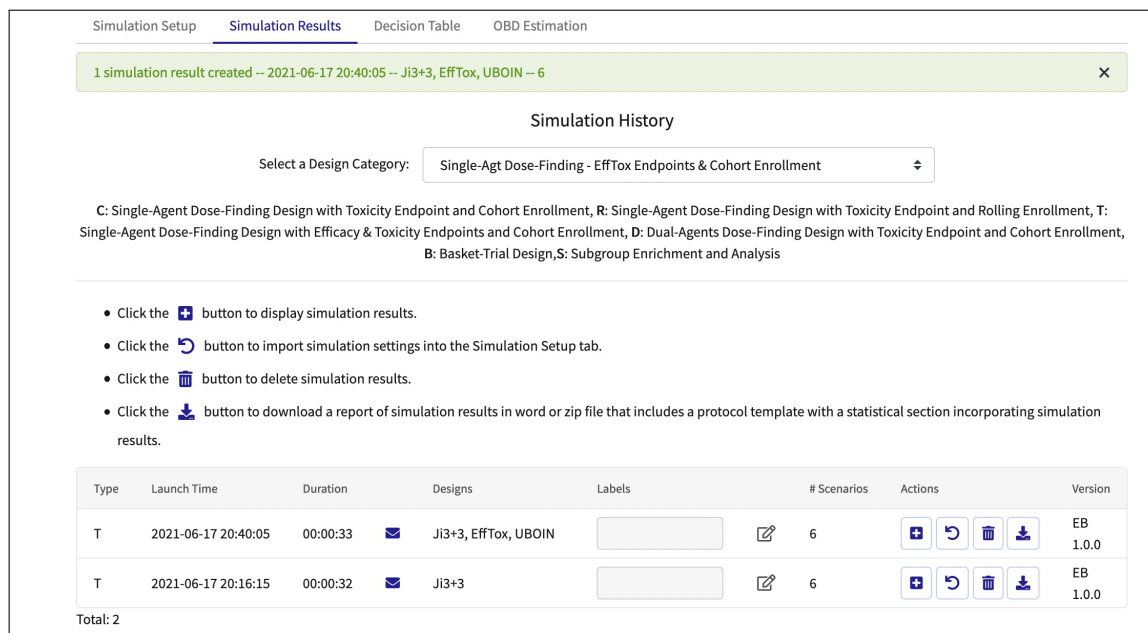 Simulation Setup Simulation Results Decision Table OBD Estimation
1 simulation result created -- 2021-06-17 20:40:05 -- Ji3+3, EffTox, UBOIN -- 6 ×
Simulation History
Select a Design Category: Single-Agt Dose-Finding - EffTox Endpoints & Cohort Enrollment
C: Single-Agent Dose-Finding Design with Toxicity Endpoint and Cohort Enrollment, R: Single-Agent Dose-Finding Design with Toxicity Endpoint and Rolling Enrollment, T:
Single-Agent Dose-Finding Design with Efficacy & Toxicity Endpoints and Cohort Enrollment, D: Dual-Agents Dose-Finding Design with Toxicity Endpoint and Cohort Enrollment,
B: Basket-Trial Design,S: Subgroup Enrichment and Analysis
• Click the button to display simulation results.
• Click the button to import simulation settings into the Simulation Setup tab.
• Click the button to delete simulation results.
• Click the button to download a report of simulation results in word or zip file that includes a protocol template with a statistical section incorporating simulation
results.
Type Launch Time Duration Designs Labels # Scenarios Actions Version
T 2021-06-17 20:40:05 00:00:33 Ji3+3, EffTox, UBOIN 6 EB
1.0.0
T 2021-06-17 20:16:15 00:00:32 Ji3+3 6 EB
1.0.0
Total: 2